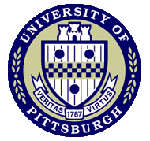 UNIVERSITY OF
PITTSBURGH
VERITAS 1787 VIRTUS